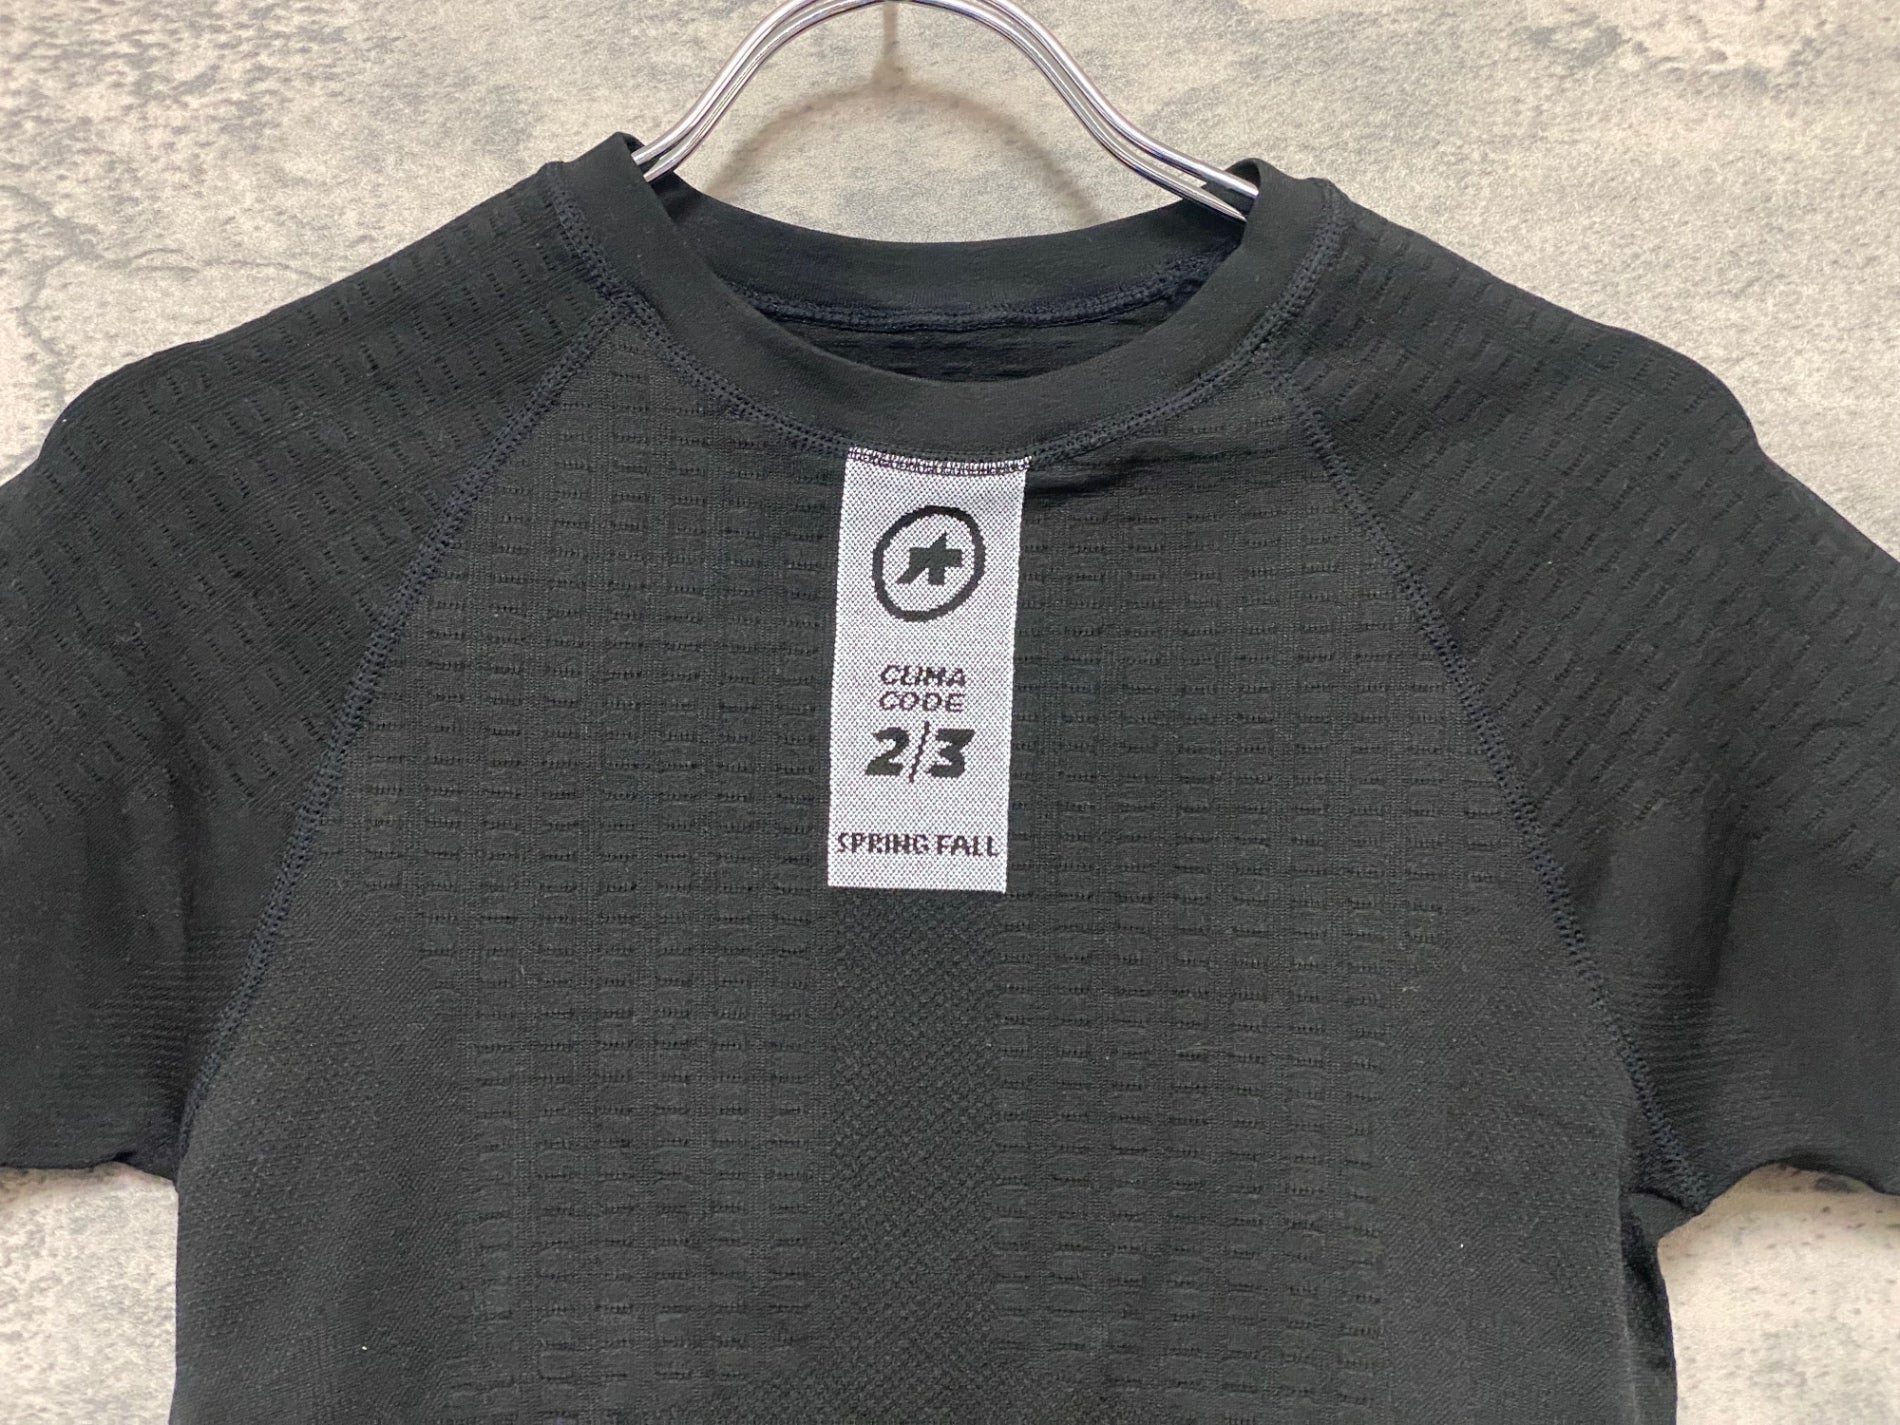 CLIMA
CODE
2/3
SPRING FALL